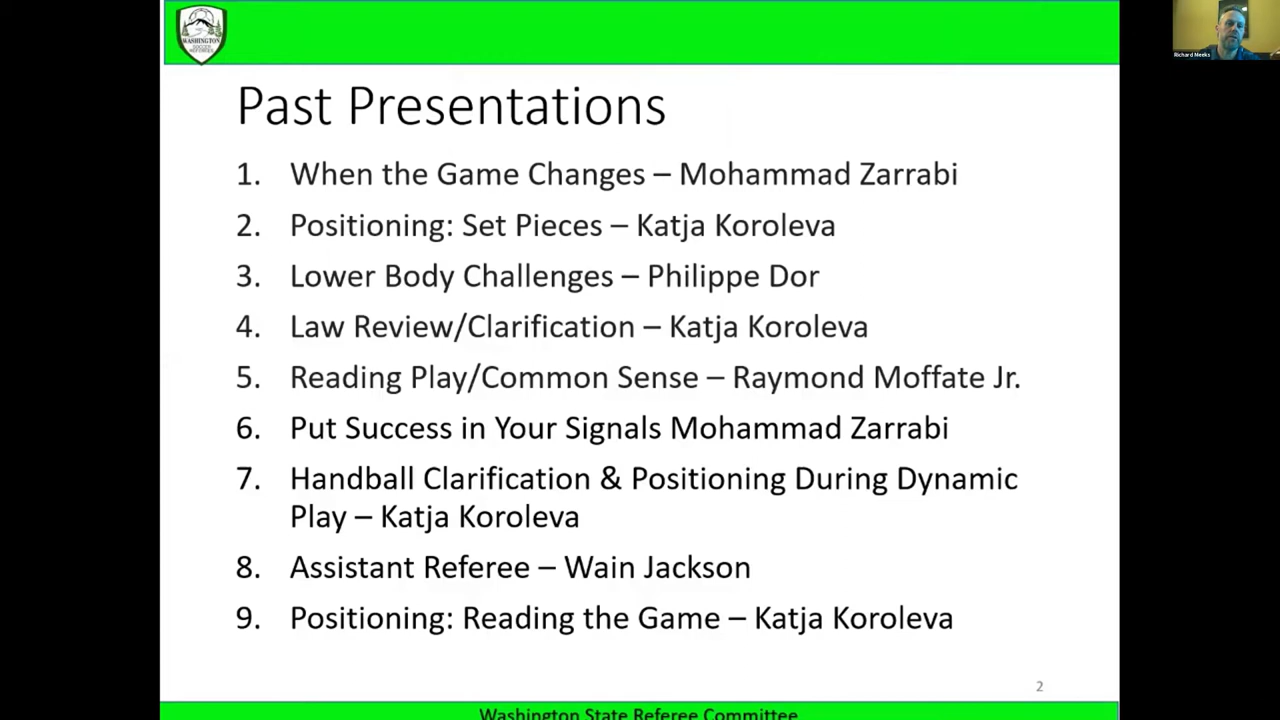 WASHINGTON
Richard Meeks
Past Presentations
1. When the Game Changes – Mohammad Zarrabi
2. Positioning: Set Pieces – Katja Koroleva
3. Lower Body Challenges – Philippe Dor
4. Law Review/Clarification – Katja Koroleva
5. Reading Play/Common Sense – Raymond Moffate Jr.
6. Put Success in Your Signals Mohammad Zarrabi
7. Handball Clarification & Positioning During Dynamic
Play – Katja Koroleva
8. Assistant Referee – Wain Jackson
9. Positioning: Reading the Game – Katja Koroleva
2
Washington State Referee Committee